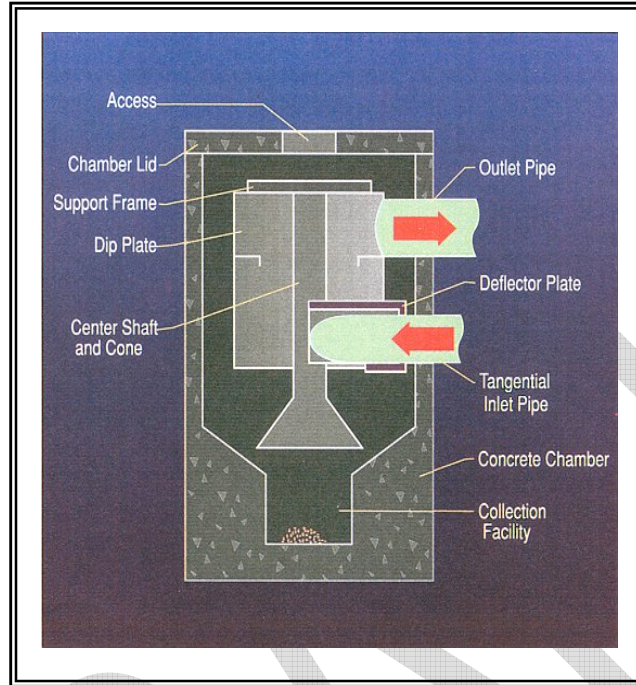 Access
Chamber Lid
Support Frame
Dip Plate
Center Shaft
and Cone
Outlet Pipe
Deflector Plate
Tangential
Inlet Pipe
Concrete Chamber
Collection
Facility